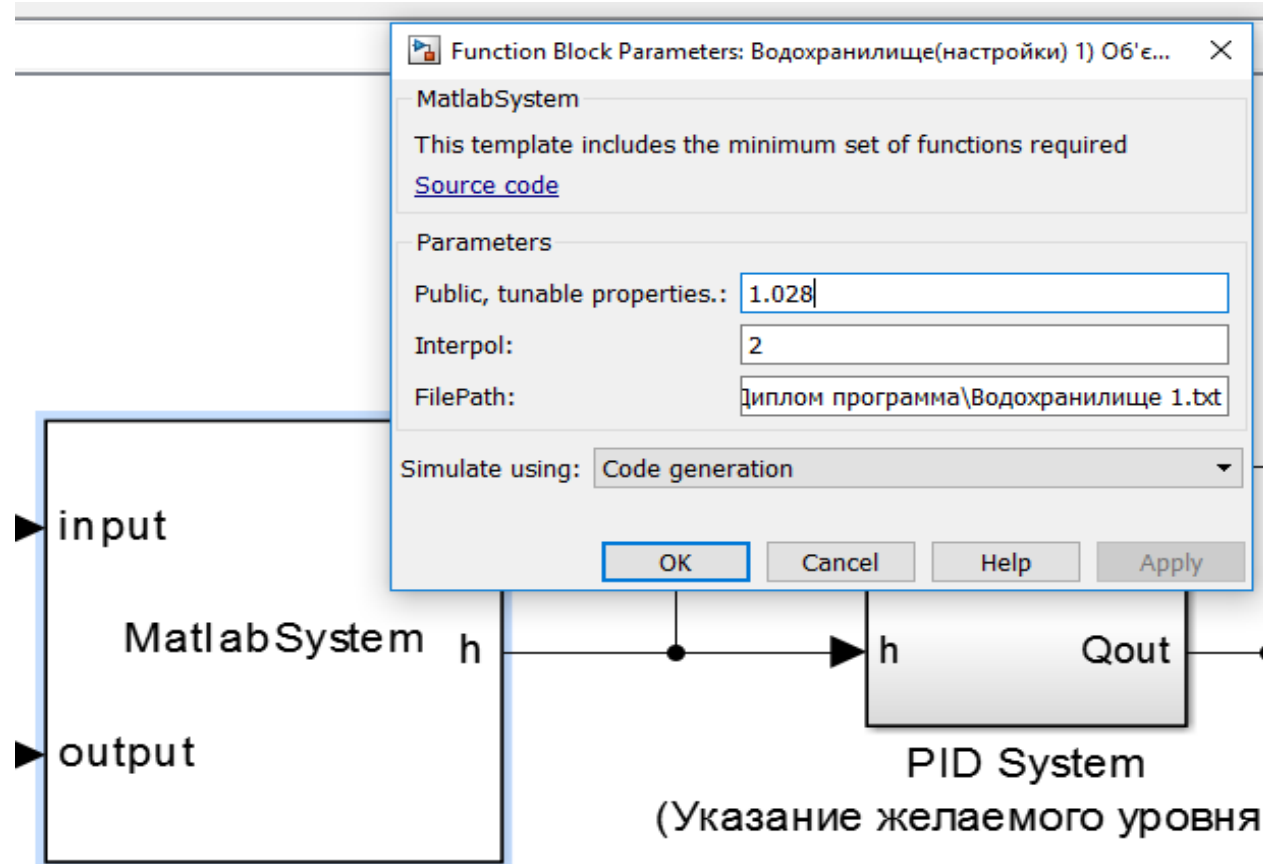 Function Block Parameters: Водохранилище(настройки) 1) Об'є...
MatlabSystem
This template includes the minimum set of functions required
Source code
Parameters
Public, tunable properties.: 1.028
Interpol: 2
FilePath: Диплом программа\Водохранилище 1.txt
Simulate using: Code generation
OK Cancel Help Apply
input
MatlabSystem h
output
h Qout
PID System
(Указание желаемого уровня